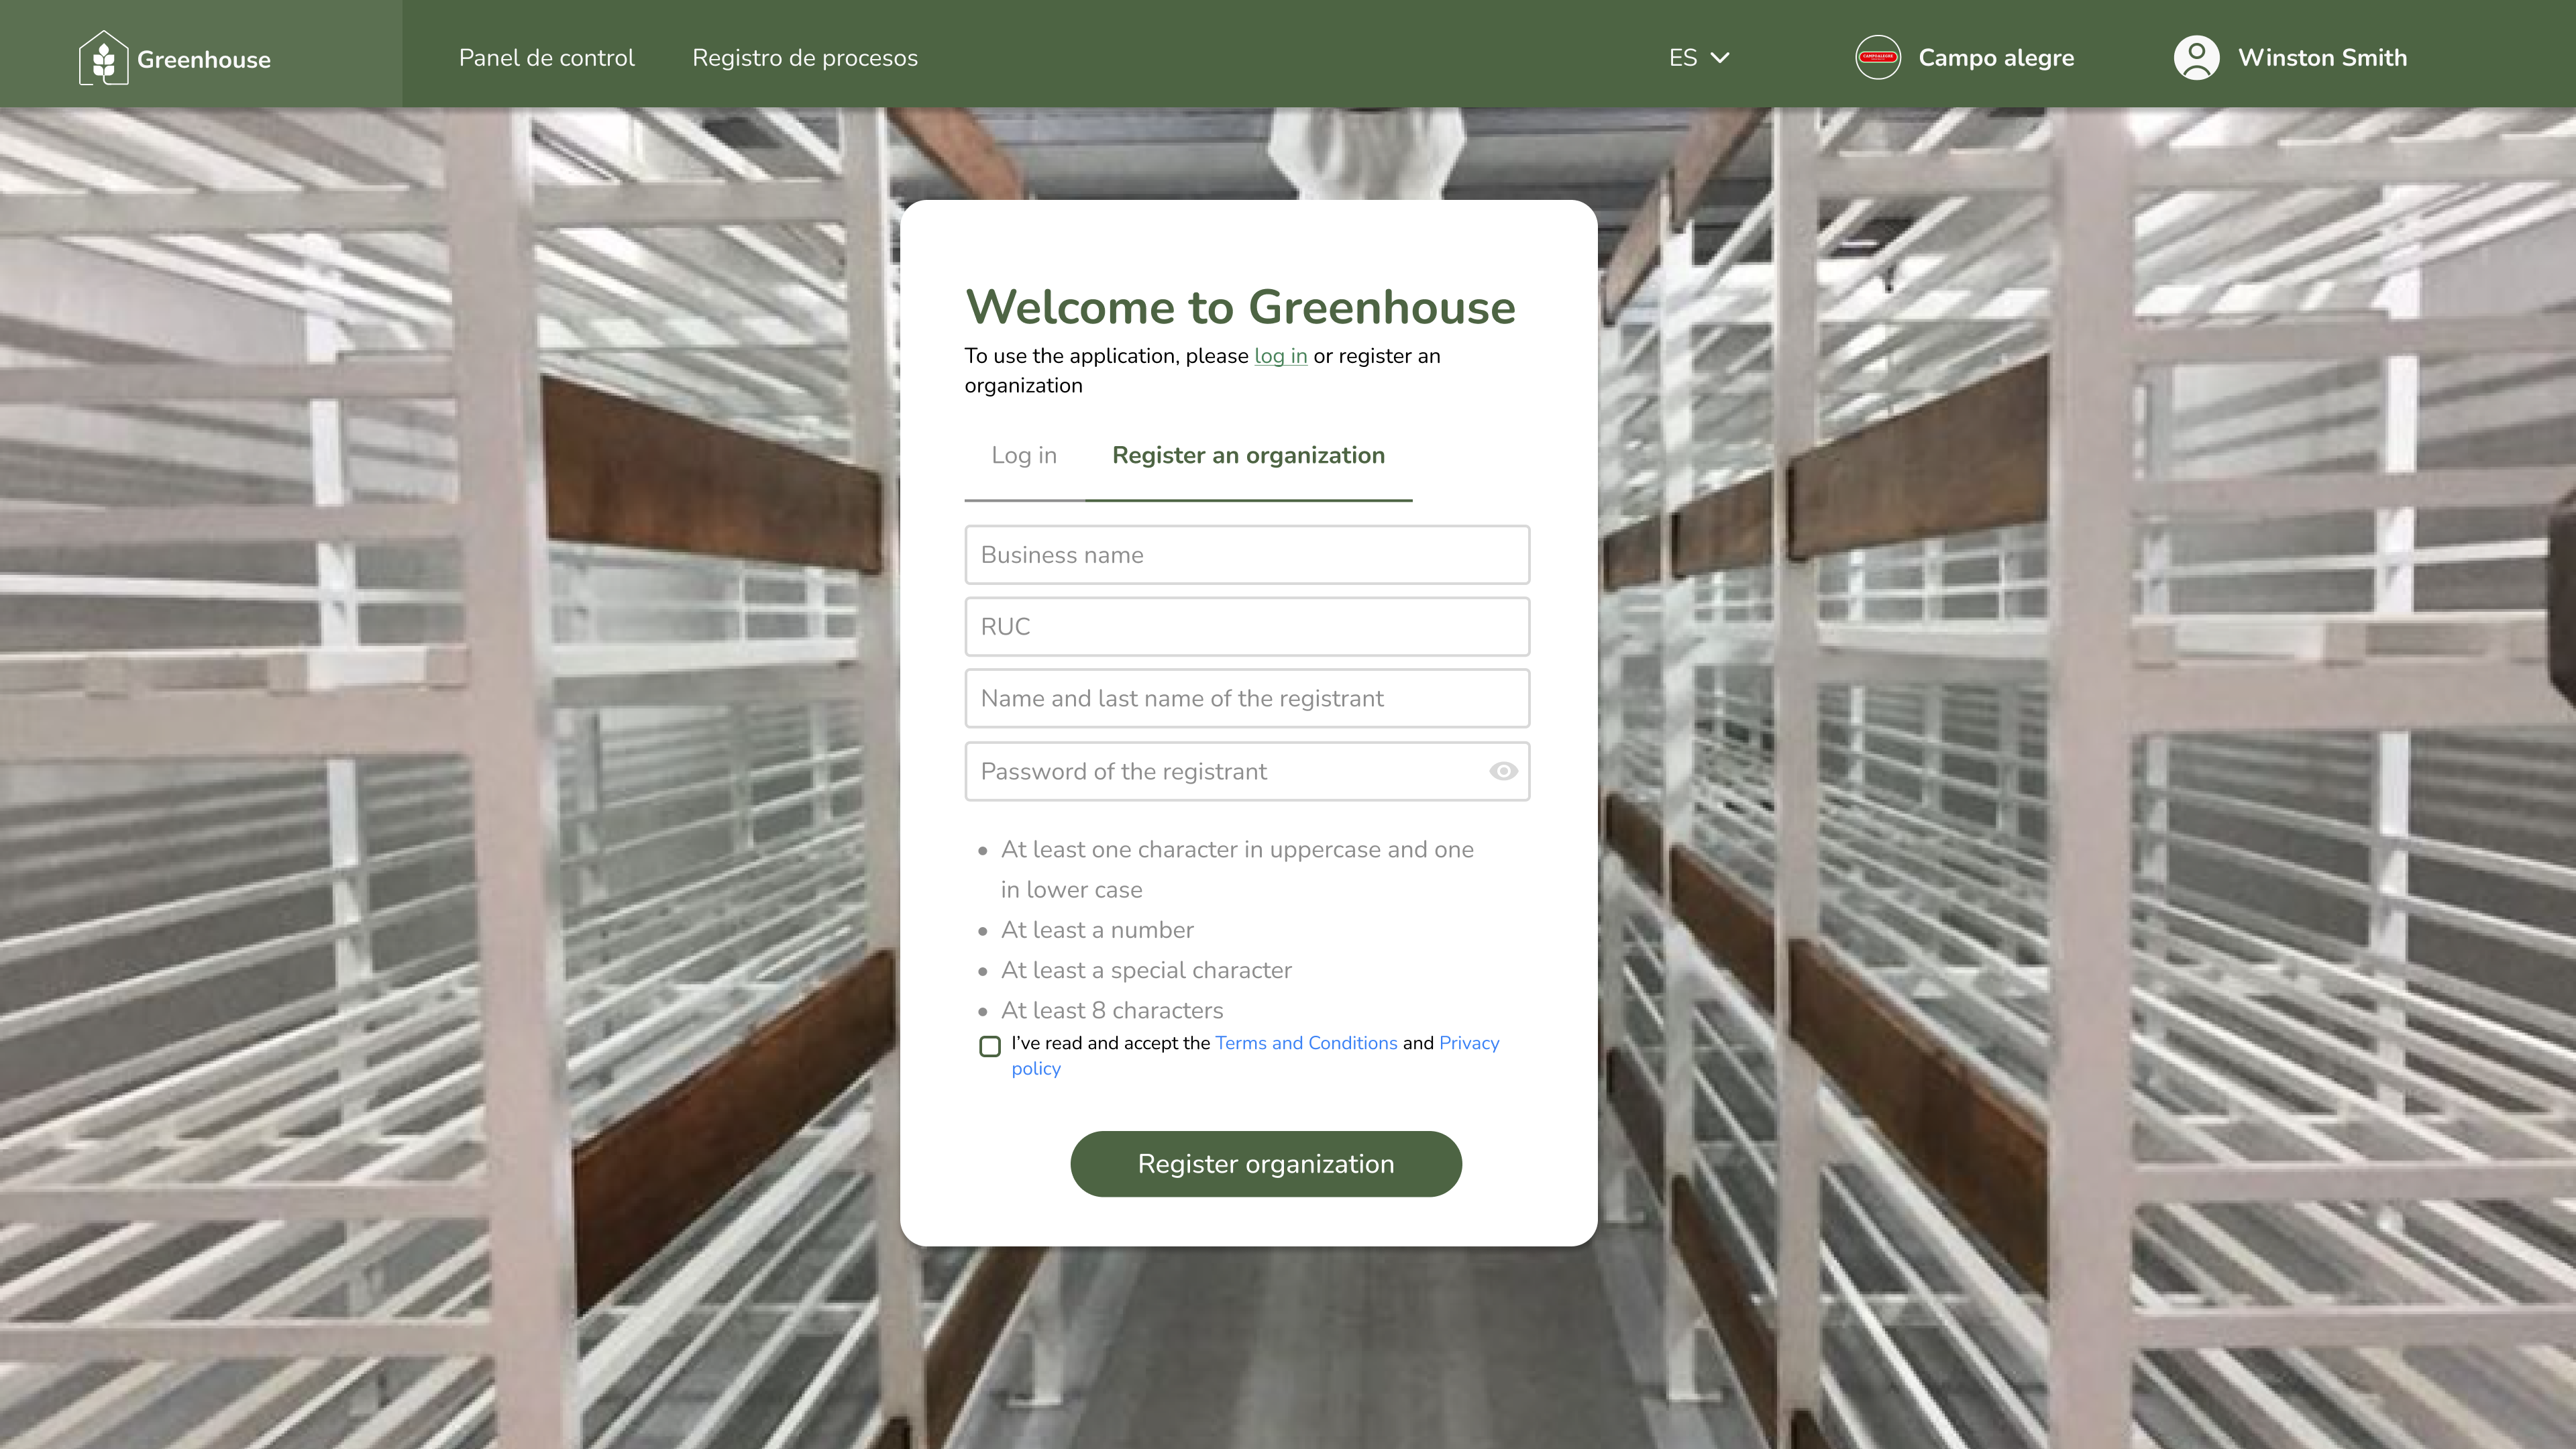 Greenhouse
Panel de control
Registro de procesos
ES
Campo alegre
Winston Smith
Welcome to Greenhouse
To use the application, please log in or register an
organization
Log in
Register an organization
Business name
RUC
Name and last name of the registrant
Password of the registrant
At least one character in uppercase and one
in lower case
At least a number
At least a special character
At least 8 characters
I’ve read and accept the Terms and Conditions and Privacy
policy
Register organization